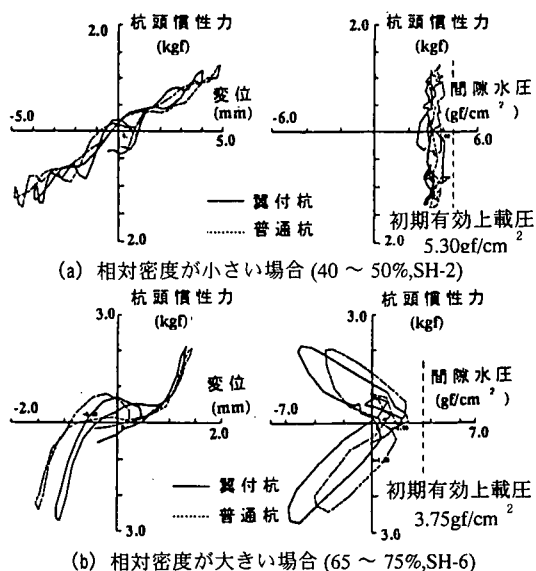 杭頭慣性力
(kgf)
2.0
変位
(mm)
-5.0
5.0
2.0
翼付杭
普通杭
杭頭慣性力
(kgf)
2.0
間隙水圧
(gf/cm²)
-6.0
6.0
2.0
初期有効上載圧
5.30gf/cm²
(a) 相対密度が小さい場合 (40 ～ 50%,SH-2)
杭頭慣性力
(kgf)
3.0
変位
(mm)
-2.0
2.0
3.0
翼付杭
普通杭
杭頭慣性力
(kgf)
3.0
間隙水圧
(gf/cm²)
-7.0
7.0
3.0
初期有効上載圧
3.75gf/cm²
(b) 相対密度が大きい場合 (65 ～ 75%,SH-6)